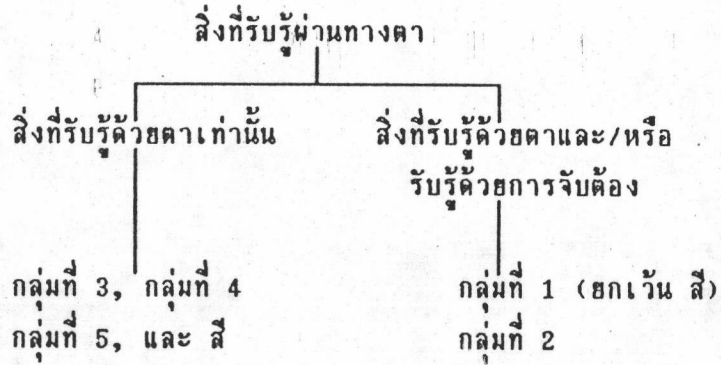 สิ่งที่รับรู้ผ่านทางตา
สิ่งที่รับรู้ด้วยตาเท่านั้น
สิ่งที่รับรู้ด้วยตาและ/หรือ
รับรู้ด้วยการจับต้อง
กลุ่มที่ 3, กลุ่มที่ 4
กลุ่มที่ 5, และ สี
กลุ่มที่ 1 (ยกเว้น สี)
กลุ่มที่ 2